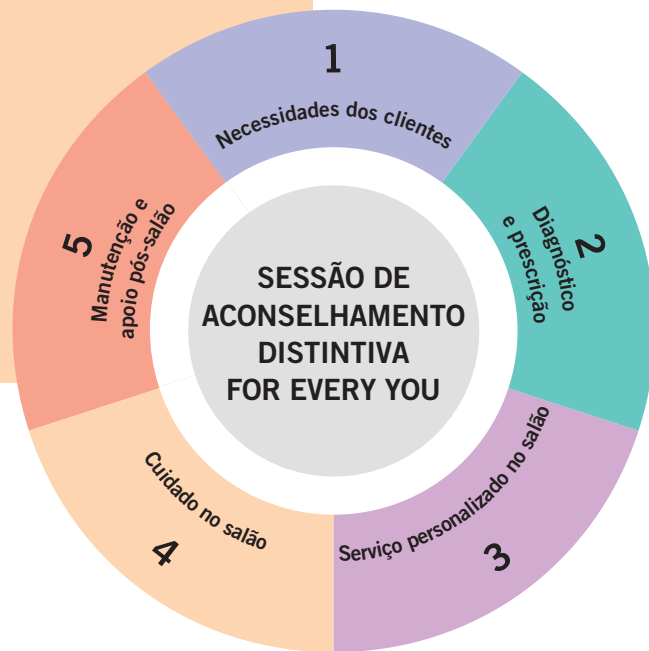 1
Necessidades dos clientes
2
Diagnóstico
e prescrição
3
Serviço personalizado no salão
4
Cuidado no salão
5
Manutenção e
apoio pós-salão
SESSÃO DE
ACONSELHAMENTO
DISTINTIVA
FOR EVERY YOU